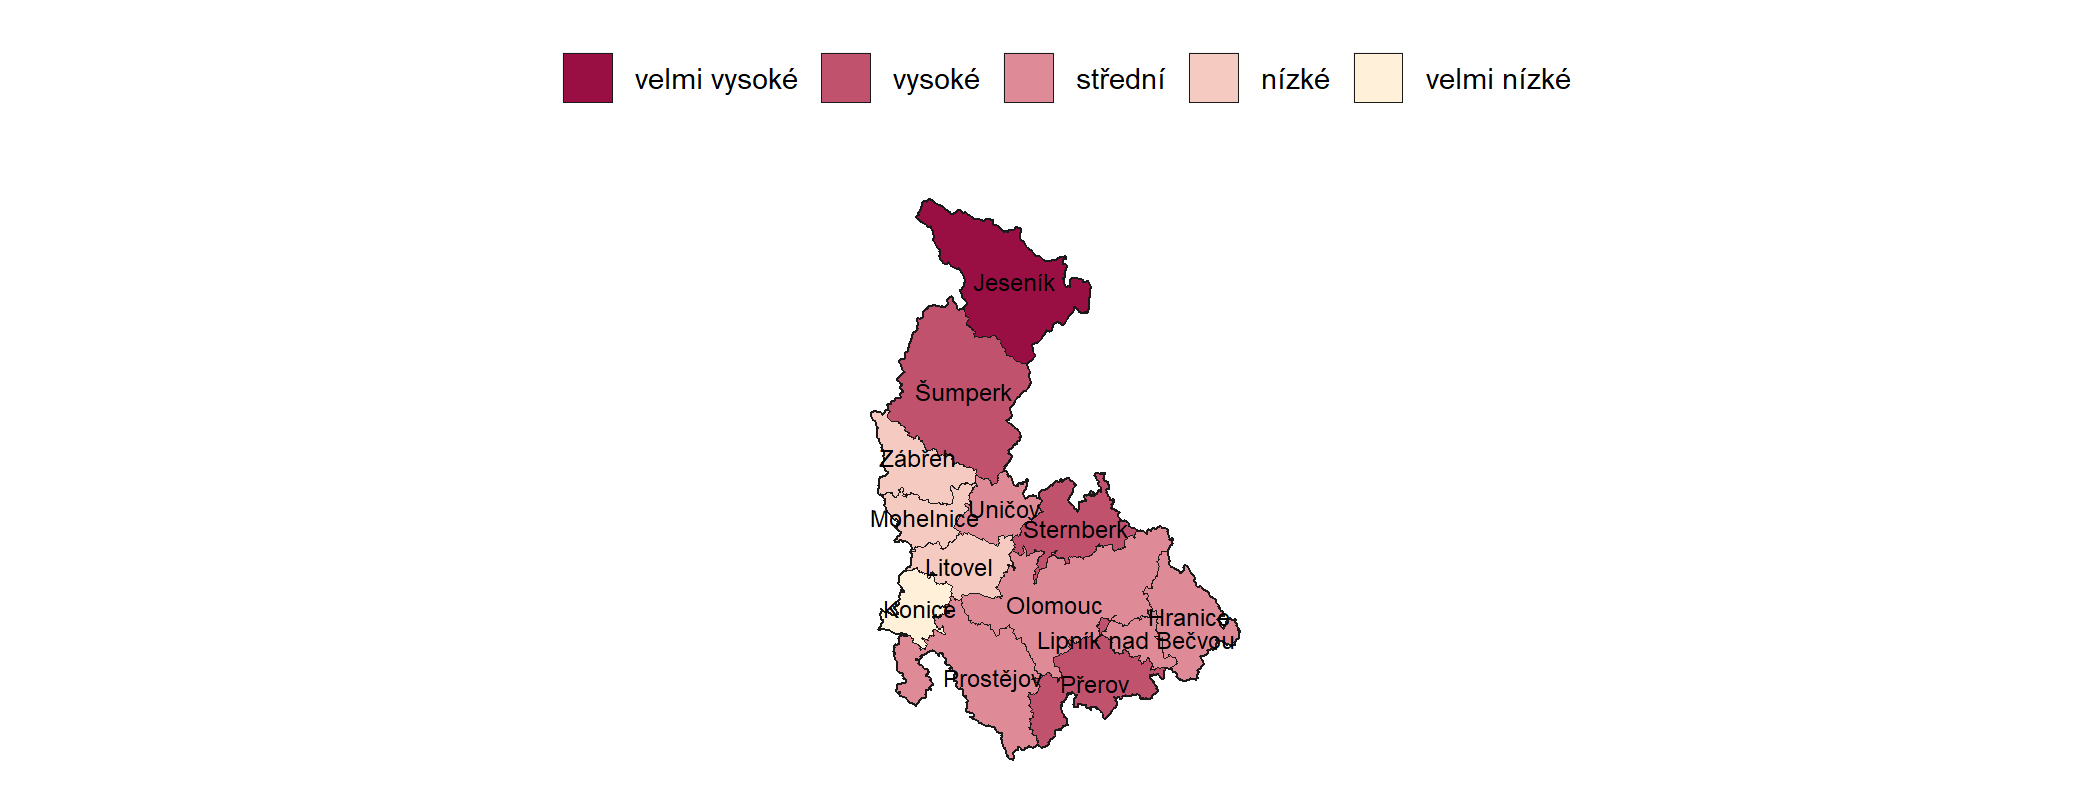 velmi vysoké vysoké střední nízké velmi nízké
Jeseník
Šumperk
Zábřeh
Uničov
Mohelnice
Šternberk
Litovel
Olomouc
Konice
Hranice
Lipník nad Bečvou
Prostějov
Přerov